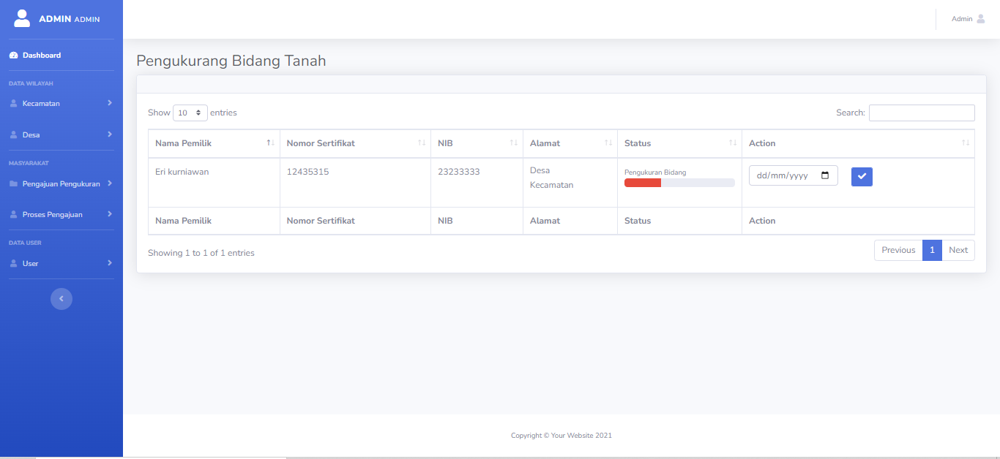 ADMIN ADMIN
Admin
Dashboard
DATA WILAYAH
Kecamatan
Desa
MASYARAKAT
Pengajuan Pengukuran
Proses Pengajuan
DATA USER
User
Pengukurang Bidang Tanah
Show 10 entries
Search:
Nama Pemilik Nomor Sertifikat NIB Alamat Status Action
Eri kurniawan 12435315 23233333 Desa Pengukuran Bidang dd/mm/yyyy
Kecamatan
Nama Pemilik Nomor Sertifikat NIB Alamat Status Action
Showing 1 to 1 of 1 entries
Previous 1 Next
Copyright © Your Website 2021